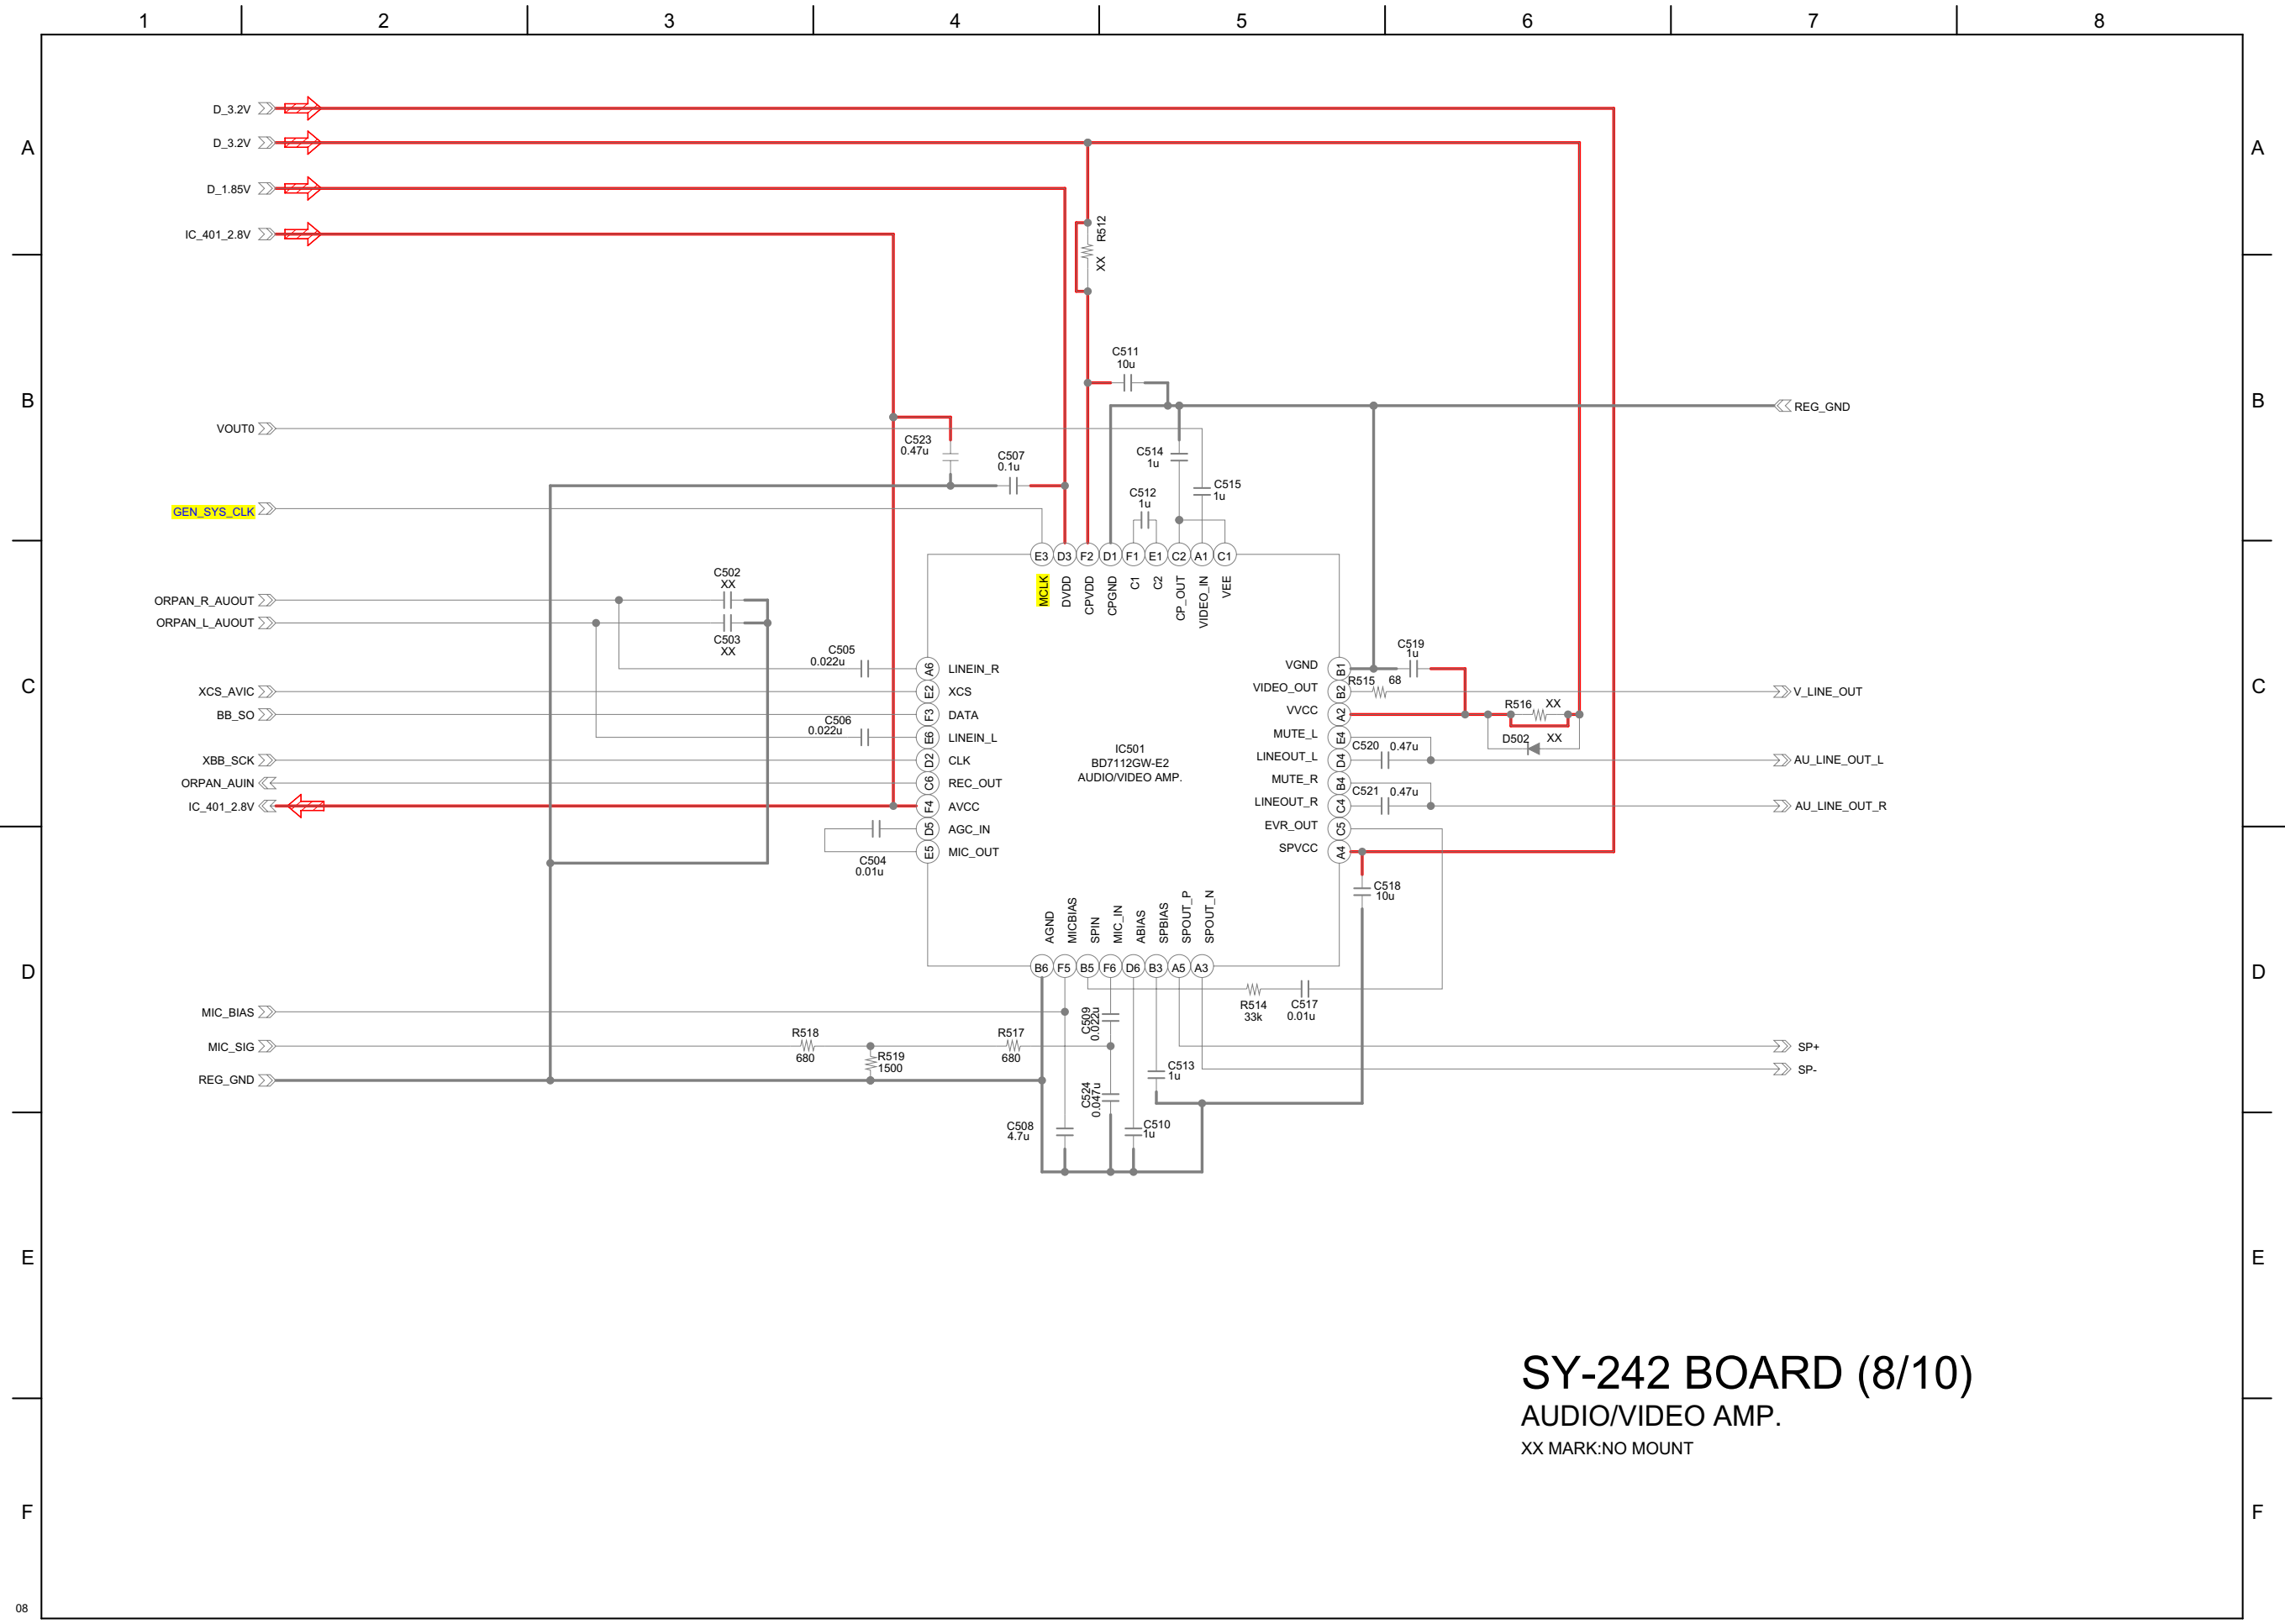 1 2 3 4 5 6 7 8
D_3.2V
A D_3.2V A
D_1.85V
R512
XX
IC_401_2.8V
C511
10u
B REG_GND B
VOUT0
C523
0.47u
C507
0.1u
C514
1u
C512
1u
C515
1u
GEN_SYS_CLK
E3 D3 F2 D1 F1 E1 C2 A1 C1
MCLK DVDD CPVDD CPGND C1 C2 CP_OUT VIDEO_IN VEE
C502
XX
ORPAN_R_AUOUT
ORPAN_L_AUOUT
C503
XX
C505
0.022u
A6 LINEIN_R
VGND B1
C519
1u
C XCS_AVIC E2 XCS C
VIDEO_OUT B2 R515 68 V_LINE_OUT
BB_SO F3 DATA
VVCC A2 R516 XX
C506
0.022u
E6 LINEIN_L
MUTE_L E4 D502 XX
IC501
BD7112GW-E2
AUDIO/VIDEO AMP.
XBB_SCK D2 CLK
LINEOUT_L D4 C520 0.47u AU_LINE_OUT_L
ORPAN_AUIN C6 REC_OUT
MUTE_R B4
IC_401_2.8V F4 AVCC
LINEOUT_R C4 C521 0.47u AU_LINE_OUT_R
D5 AGC_IN
EVR_OUT C5
C504
0.01u
E5 MIC_OUT
SPVCC A4
C518
10u
AGND MICBIAS SPIN MIC_IN ABIAS SPBIAS SPOUT_P SPOUT_N
D B6 F5 B5 F6 D6 B3 A5 A3 D
R514
33k
C517
0.01u
MIC_BIAS
C509
0.022u
MIC_SIG
R518
680
R519
1500
R517
680
SP+
SP-
C513
1u
REG_GND
C524
0.047u
C508
4.7u
C510
1u
E E
SY-242 BOARD (8/10)
AUDIO/VIDEO AMP.
XX MARK:NO MOUNT
F F
08